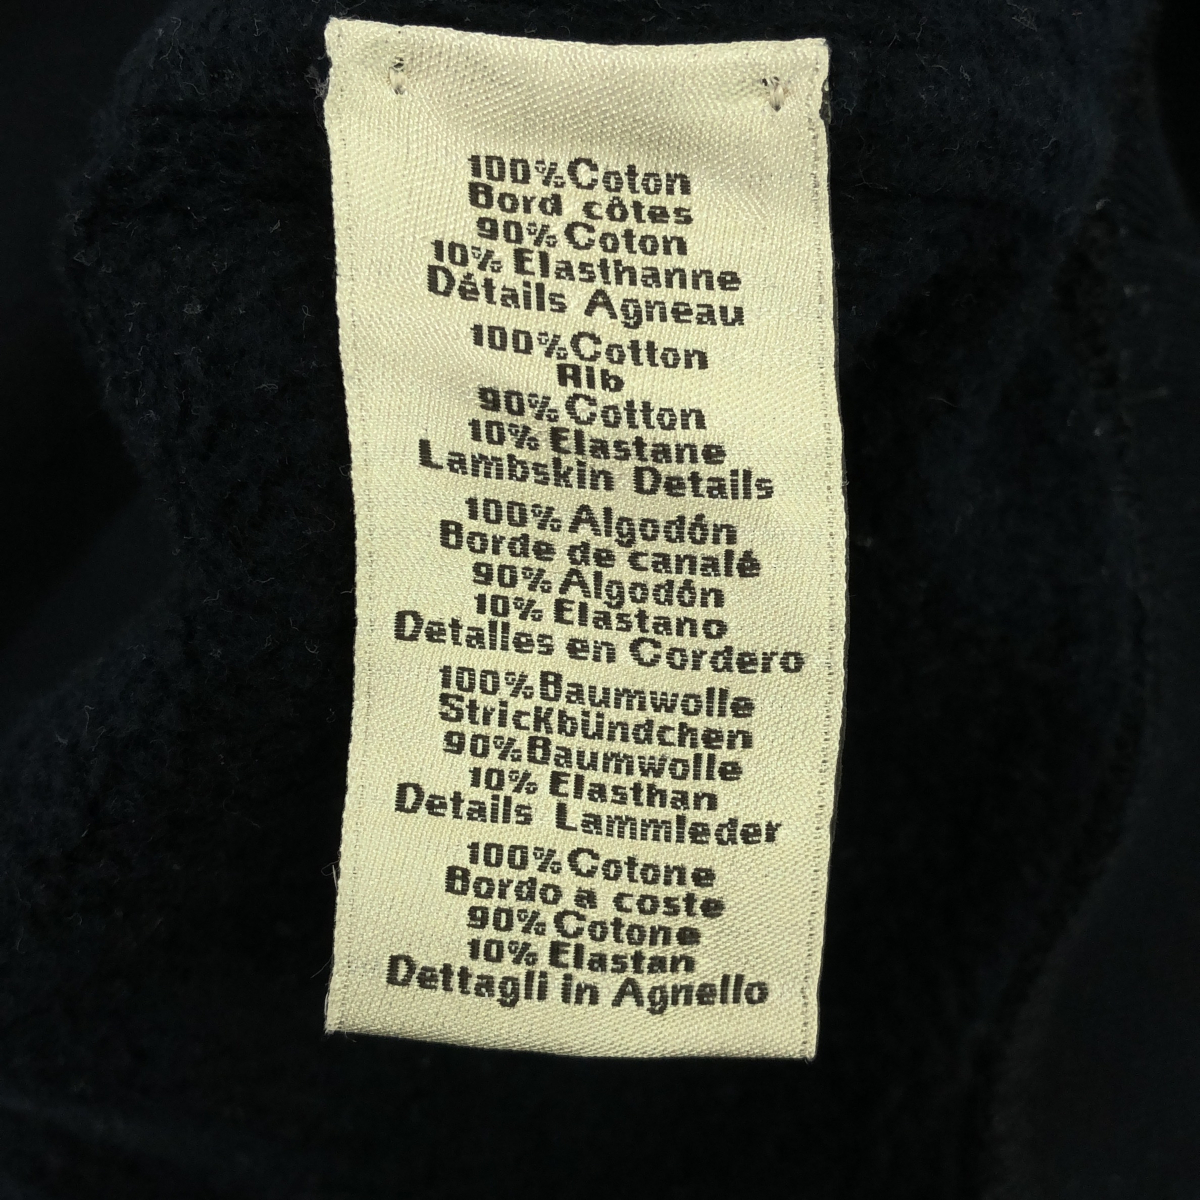 100% Coton
Bord côtes
90% Coton
10% Elasthanne
Détails Agneau
100% Cotton
Rib
90% Cotton
10% Elastane
Lambskin Details
100% Algodón
Borde de canalé
90% Algodón
10% Elastano
Detalles en Cordero
100% Baumwolle
Strickbündchen
90% Baumwolle
10% Elasthan
Details Lammleder
100% Cotone
Bordo a coste
90% Cotone
10% Elastan
Dettagli in Agnello